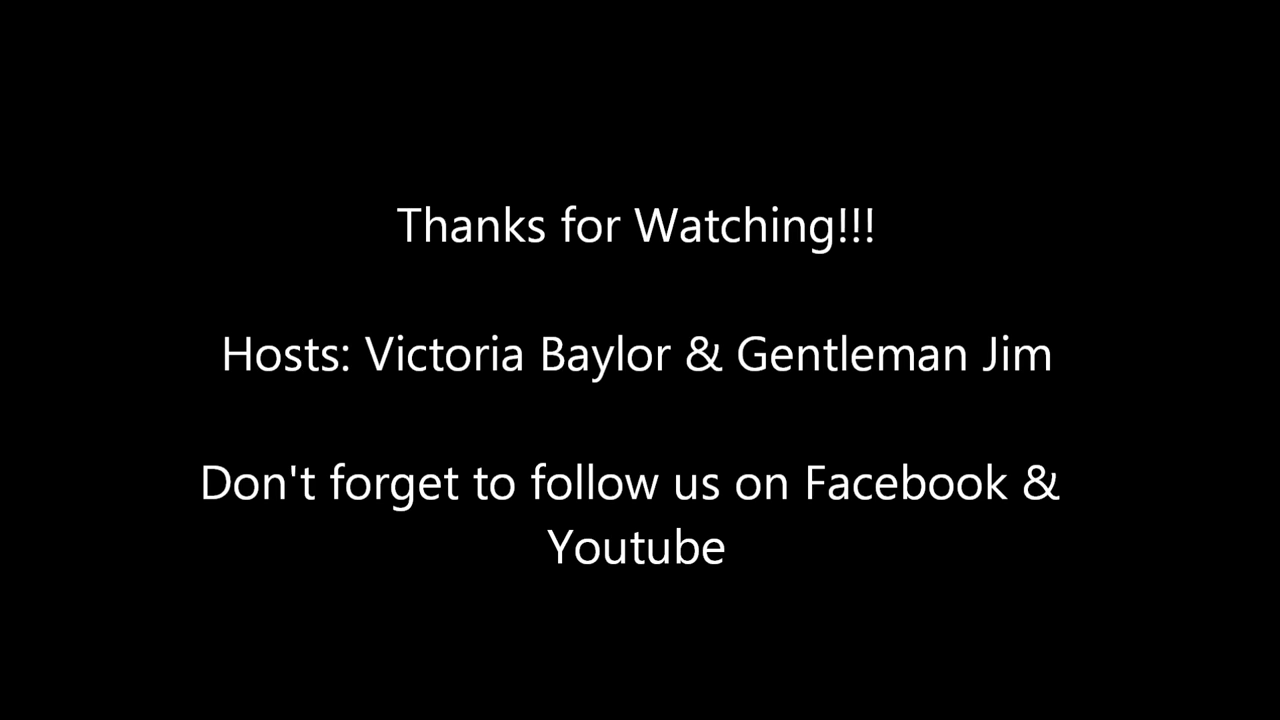 Thanks for Watching!!!
Hosts: Victoria Baylor & Gentleman Jim
Don't forget to follow us on Facebook &
Youtube